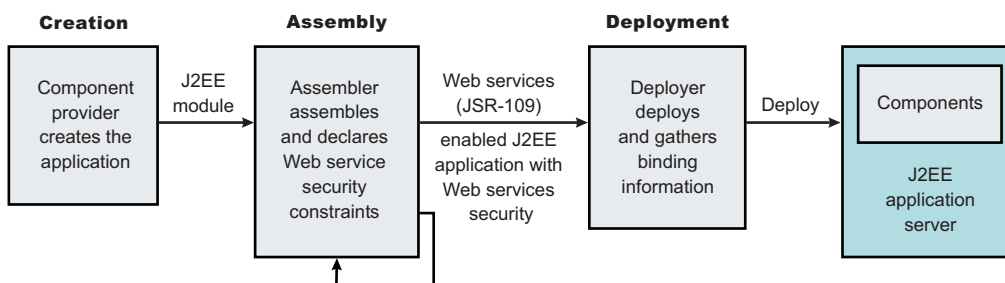 Creation
Assembly
Deployment
Component
provider
creates the
application
J2EE
module
Assembler
assembles
and declares
Web service
security
constraints
Web services
(JSR-109)
enabled J2EE
application with
Web services
security
Deployer
deploys
and gathers
binding
information
Deploy
Components
J2EE
application
server